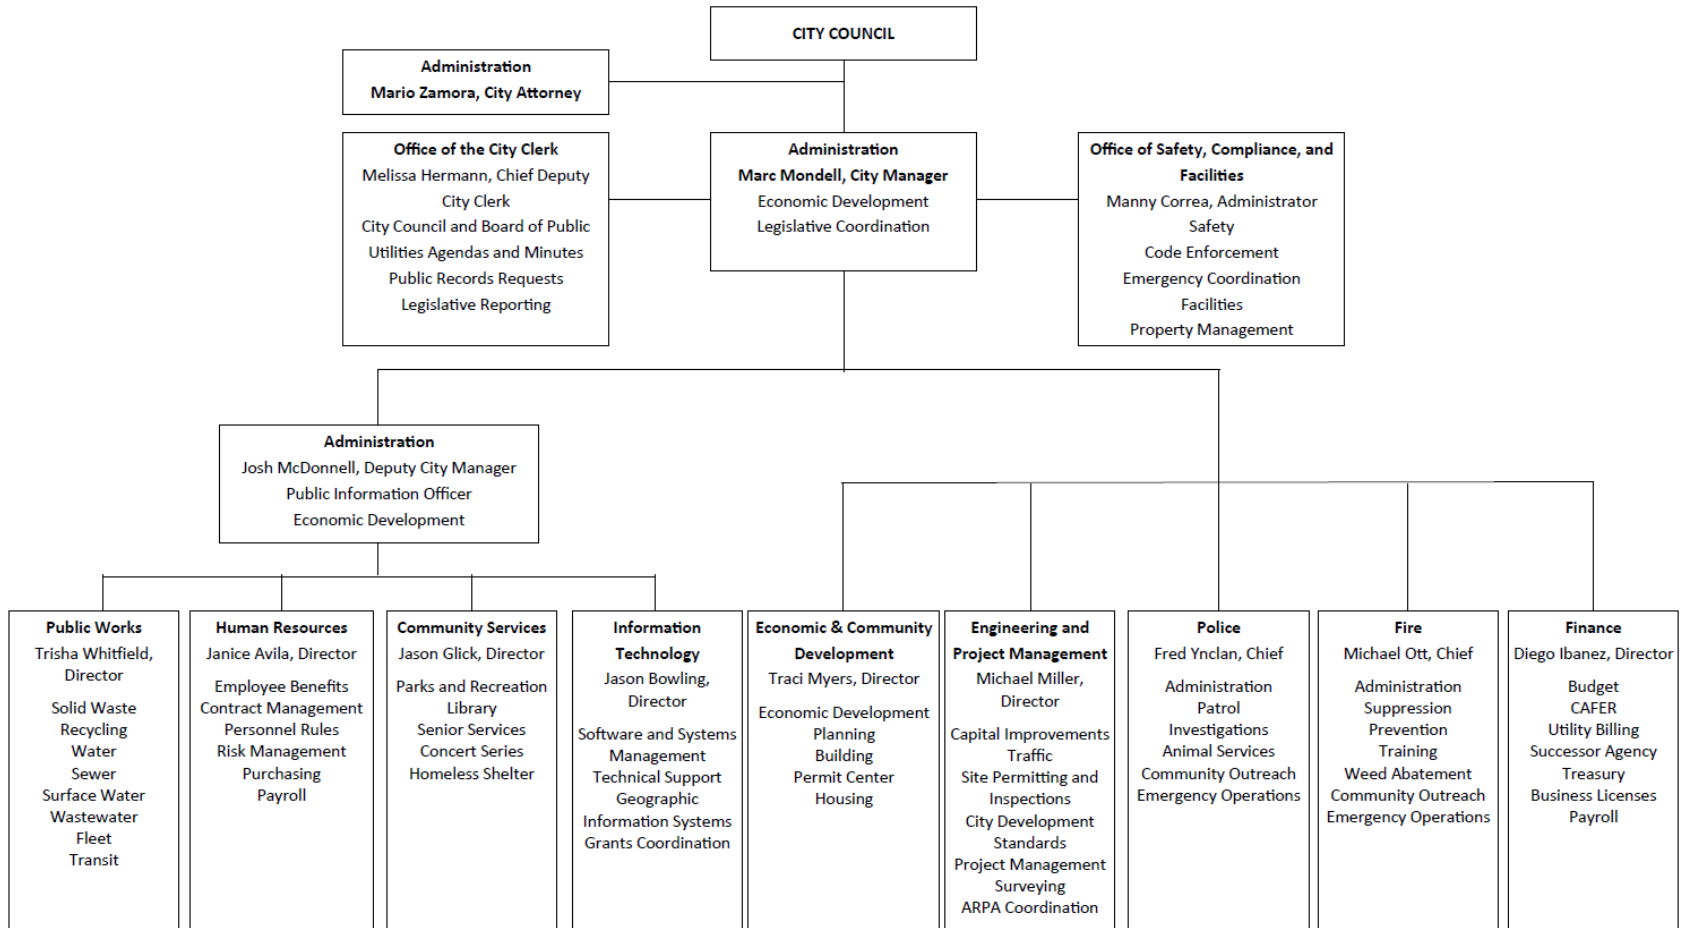 CITY COUNCIL
Administration
Mario Zamora, City Attorney
Office of the City Clerk
Melissa Hermann, Chief Deputy
City Clerk
City Council and Board of Public
Utilities Agendas and Minutes
Public Records Requests
Legislative Reporting
Administration
Marc Mondell, City Manager
Economic Development
Legislative Coordination
Office of Safety, Compliance, and
Facilities
Manny Correa, Administrator
Safety
Code Enforcement
Emergency Coordination
Facilities
Property Management
Administration
Josh McDonnell, Deputy City Manager
Public Information Officer
Economic Development
Public Works
Trisha Whitfield,
Director
Solid Waste
Recycling
Water
Sewer
Surface Water
Wastewater
Fleet
Transit
Human Resources
Janice Avila, Director
Employee Benefits
Contract Management
Personnel Rules
Risk Management
Purchasing
Payroll
Community Services
Jason Glick, Director
Parks and Recreation
Library
Senior Services
Concert Series
Homeless Shelter
Information
Technology
Jason Bowling,
Director
Software and Systems
Management
Technical Support
Geographic
Information Systems
Grants Coordination
Economic & Community
Development
Traci Myers, Director
Economic Development
Planning
Building
Permit Center
Housing
Engineering and
Project Management
Michael Miller,
Director
Capital Improvements
Traffic
Site Permitting and
Inspections
City Development
Standards
Project Management
Surveying
ARPA Coordination
Police
Fred Ynclan, Chief
Administration
Patrol
Investigations
Animal Services
Community Outreach
Emergency Operations
Fire
Michael Ott, Chief
Administration
Suppression
Prevention
Training
Weed Abatement
Community Outreach
Emergency Operations
Finance
Diego Ibanez, Director
Budget
CAFER
Utility Billing
Successor Agency
Treasury
Business Licenses
Payroll